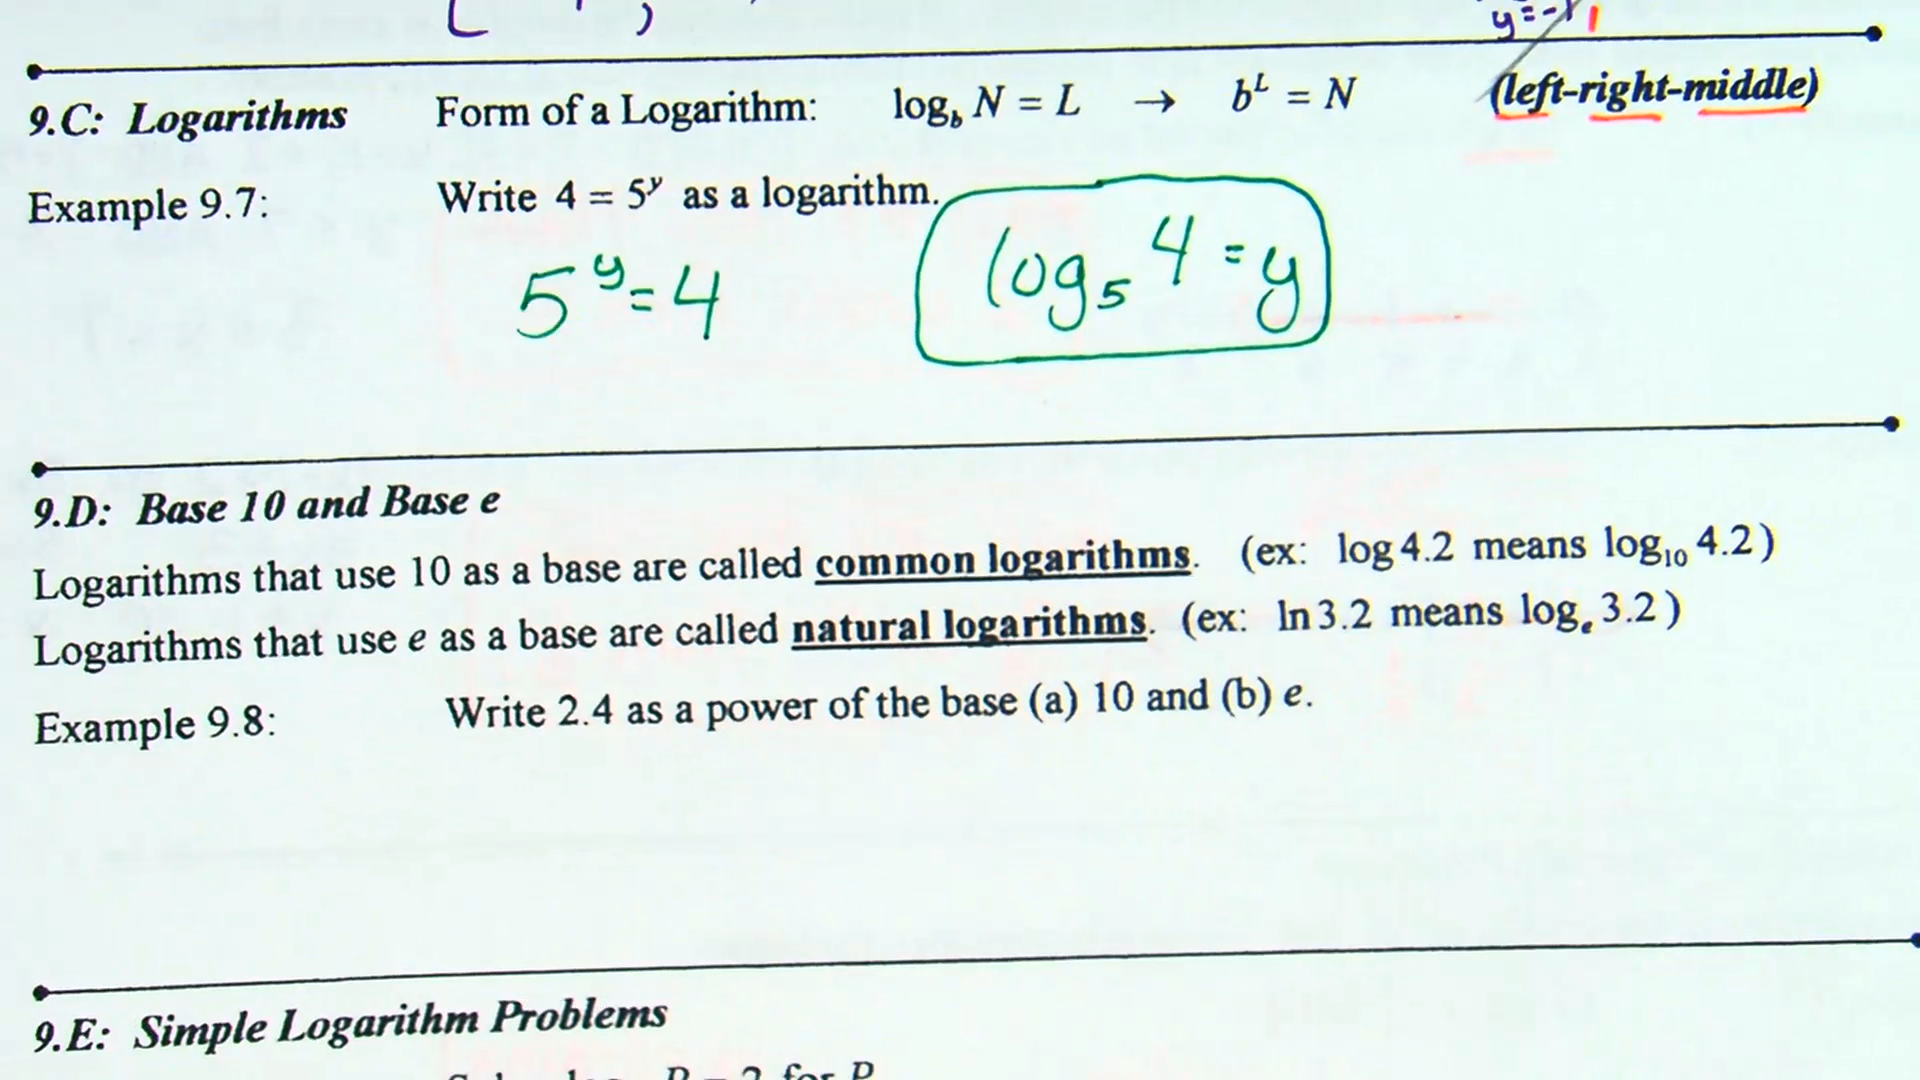 y = -1
9.C: Logarithms Form of a Logarithm: log_b N = L → b^L = N (left-right-middle)
Example 9.7: Write 4 = 5^y as a logarithm.
5^y = 4 log_5 4 = y
9.D: Base 10 and Base e
Logarithms that use 10 as a base are called common logarithms. (ex: log 4.2 means log_10 4.2)
Logarithms that use e as a base are called natural logarithms. (ex: ln 3.2 means log_e 3.2)
Example 9.8: Write 2.4 as a power of the base (a) 10 and (b) e.
9.E: Simple Logarithm Problems
for